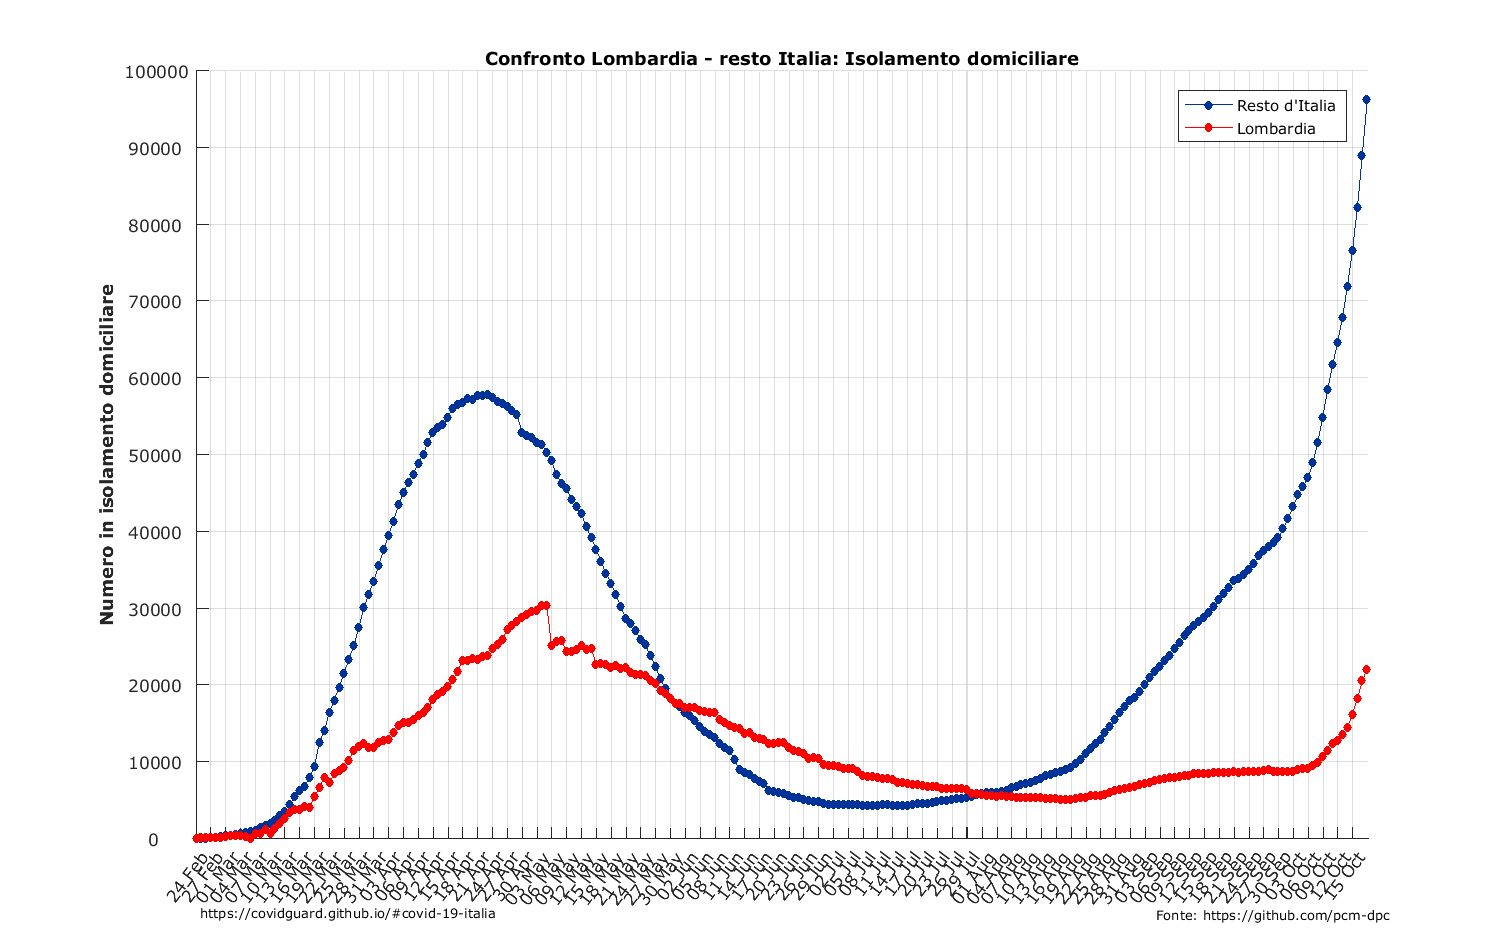 Confronto Lombardia - resto Italia: Isolamento domiciliare
Resto d'Italia
Lombardia
Numero in isolamento domiciliare
100000
90000
80000
70000
60000
50000
40000
30000
20000
10000
0
24 Feb
27 Feb
01 Mar
04 Mar
07 Mar
10 Mar
13 Mar
16 Mar
19 Mar
22 Mar
25 Mar
28 Mar
31 Mar
03 Apr
06 Apr
09 Apr
12 Apr
15 Apr
18 Apr
21 Apr
24 Apr
27 Apr
30 Apr
03 May
06 May
09 May
12 May
15 May
18 May
21 May
24 May
27 May
30 May
02 Jun
05 Jun
08 Jun
11 Jun
14 Jun
17 Jun
20 Jun
23 Jun
26 Jun
29 Jun
02 Jul
05 Jul
08 Jul
11 Jul
14 Jul
17 Jul
20 Jul
23 Jul
26 Jul
29 Jul
01 Aug
04 Aug
07 Aug
10 Aug
13 Aug
16 Aug
19 Aug
22 Aug
25 Aug
28 Aug
31 Aug
03 Sep
06 Sep
09 Sep
12 Sep
15 Sep
18 Sep
21 Sep
24 Sep
27 Sep
30 Sep
03 Oct
06 Oct
09 Oct
12 Oct
15 Oct
https://covidguard.github.io/#covid-19-italia
Fonte: https://github.com/pcm-dpc